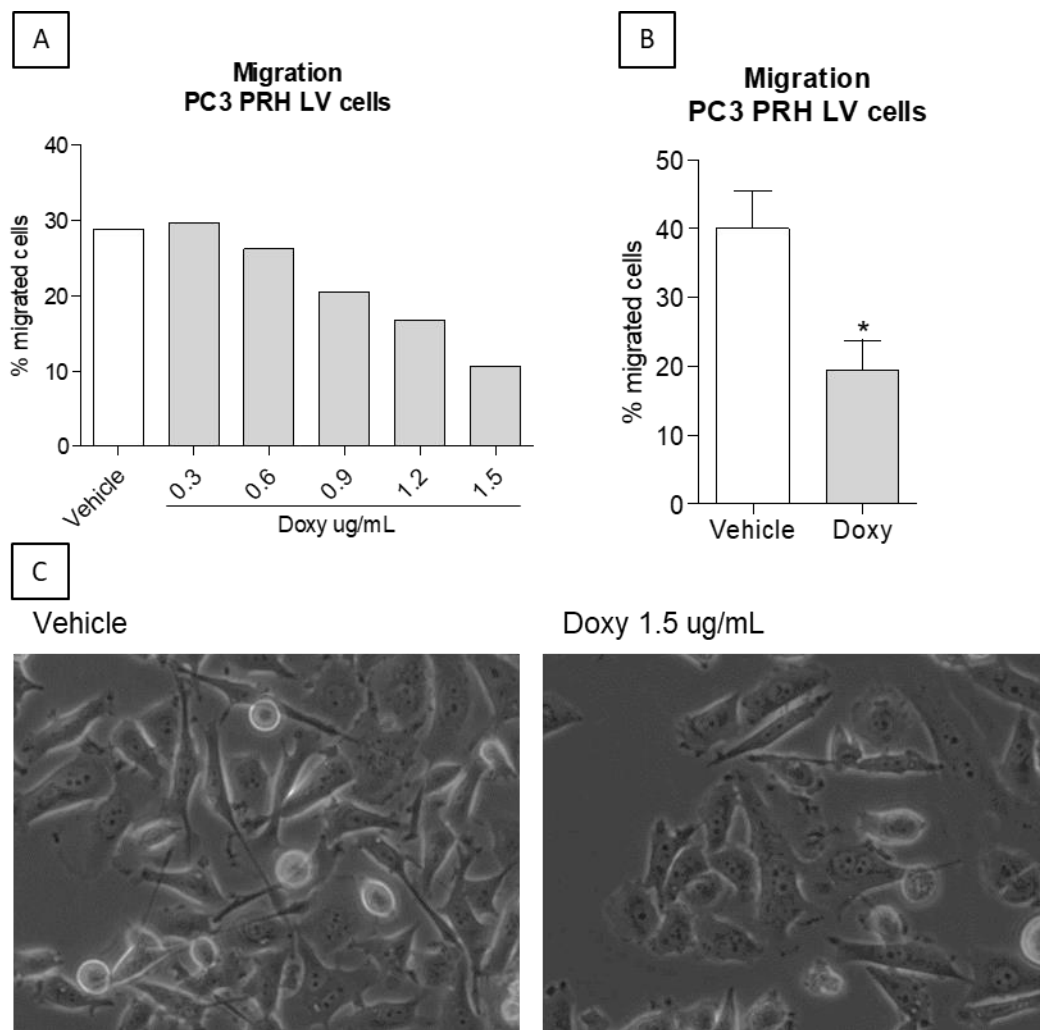 A
Migration
PC3 PRH LV cells
% migrated cells
40
30
20
10
0
Vehicle
0.3
0.6
0.9
1.2
1.5
Doxy ug/mL
B
Migration
PC3 PRH LV cells
% migrated cells
50
40
30
20
10
0
*
Vehicle
Doxy
C
Vehicle
Doxy 1.5 ug/mL